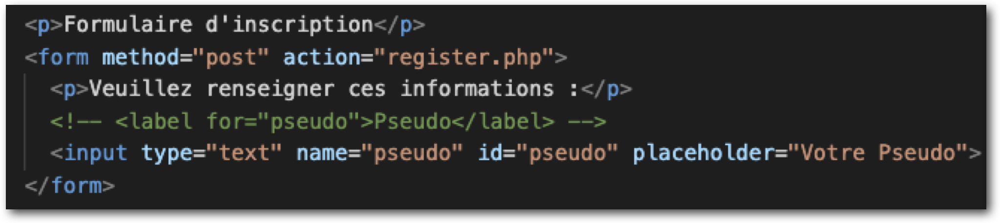 <p>Formulaire d'inscription</p>
<form method="post" action="register.php">
<p>Veuillez renseigner ces informations :</p>
<!-- <label for="pseudo">Pseudo</label> -->
<input type="text" name="pseudo" id="pseudo" placeholder="Votre Pseudo">
</form>